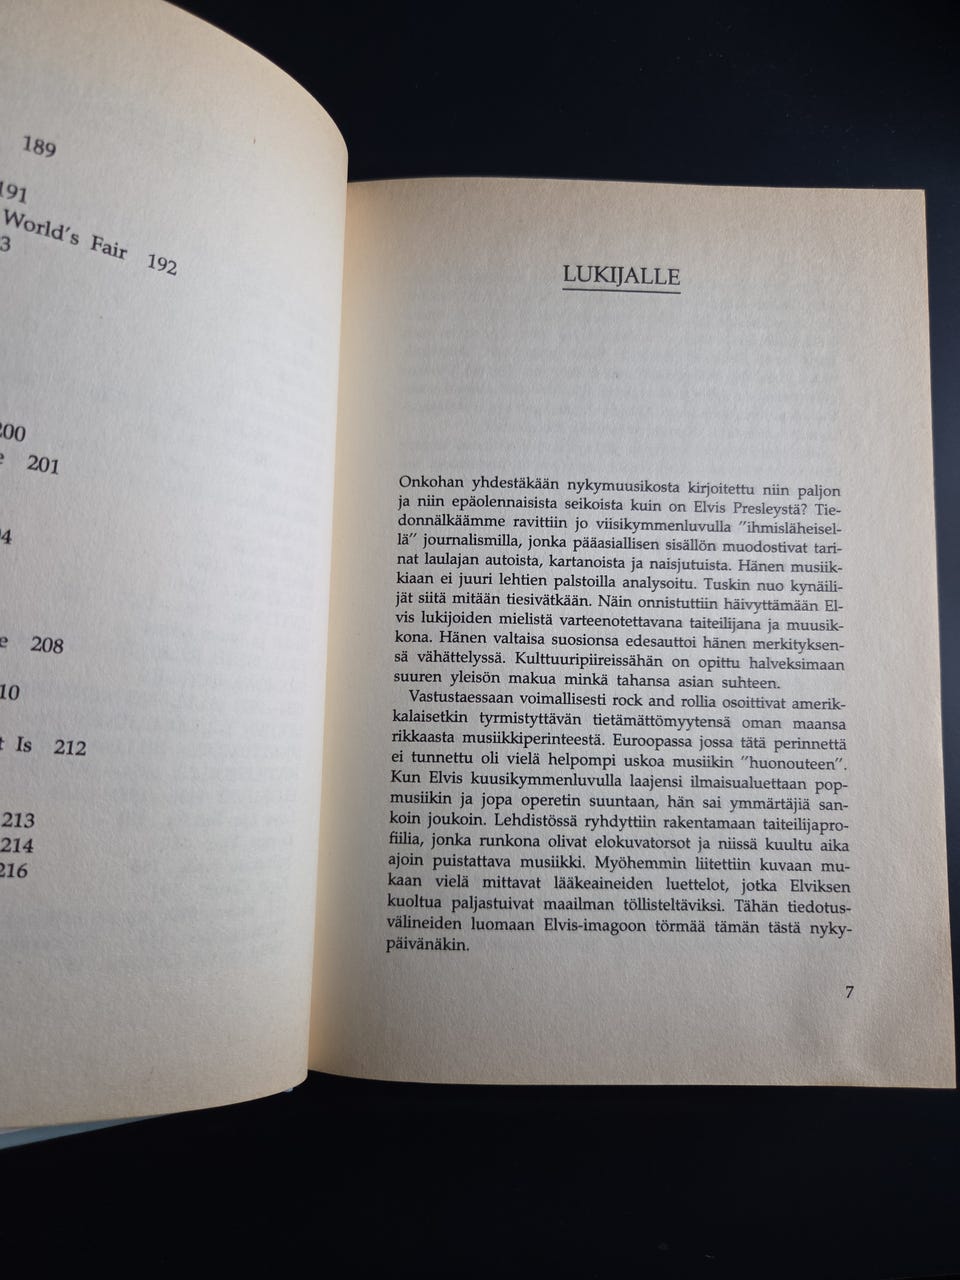 189
191
World's Fair 192
3
200
201
4
208
10
Is 212
213
214
216
LUKIJALLE
Onkohan yhdestäkään nykymuusikosta kirjoitettu niin paljon
ja niin epäolennaisista seikoista kuin on Elvis Presleystä? Tie-
donnälkäämme ravittiin jo viisikymmenluvulla "ihmisläheisel-
lä" journalismilla, jonka pääasiallisen sisällön muodostivat tari-
nat laulajan autoista, kartanoista ja naisjutuista. Hänen musiik-
kiaan ei juuri lehtien palstoilla analysoitu. Tuskin nuo kynäili-
jät siitä mitään tiesivätkään. Näin onnistuttiin häivyttämään El-
vis lukijoiden mielistä varteenotettavana taiteilijana ja muusik-
kona. Hänen valtaisa suosionsa edesauttoi hänen merkityksen-
sä vähättelyssä. Kulttuuripiireissähän on opittu halveksimaan
suuren yleisön makua minkä tahansa asian suhteen.
Vastustaessaan voimallisesti rock and rollia osoittivat amerik-
kalaisetkin tyrmistyttävän tietämättömyytensä oman maansa
rikkaasta musiikkiperinteestä. Euroopassa jossa tätä perinnettä
ei tunnettu oli vielä helpompi uskoa musiikin "huonouteen".
Kun Elvis kuusikymmenluvulla laajensi ilmaisualuettaan pop-
musiikin ja jopa operetin suuntaan, hän sai ymmärtäjiä san-
koin joukoin. Lehdistössä ryhdyttiin rakentamaan taiteilijapro-
fiilia, jonka runkona olivat elokuvatorsot ja niissä kuultu aika
ajoin puistattava musiikki. Myöhemmin liitettiin kuvaan mu-
kaan vielä mittavat lääkeaineiden luettelot, jotka Elviksen
kuoltua paljastuivat maailman töllisteltäviksi. Tähän tiedotus-
välineiden luomaan Elvis-imagoon törmää tämän tästä nyky-
päivänäkin.
7